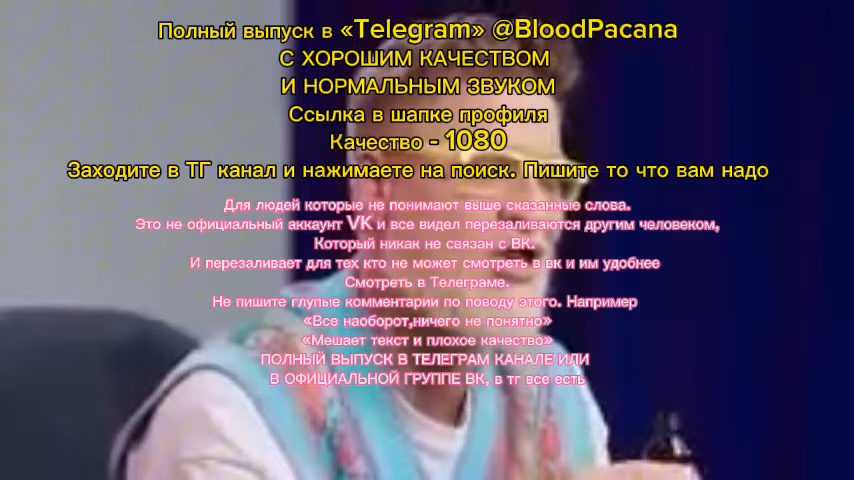 Полный выпуск в «Telegram» @BloodPacana
С ХОРОШИМ КАЧЕСТВОМ
И НОРМАЛЬНЫМ ЗВУКОМ
Ссылка в шапке профиля
Качество - 1080
Заходите в ТГ канал и нажимаете на поиск. Пишите то что вам надо
Для людей которые не понимают выше сказанные слова.
Это не официальный аккаунт VK и все видел перезаливаются другим человеком,
Который никак не связан с ВК.
И перезаливает для тех кто не может смотреть в вк и им удобнее
Смотреть в Телеграме.
Не пишите глупые комментарии по поводу этого. Например
«Все наоборот,ничего не понятно»
«Мешает текст и плохое качество»
ПОЛНЫЙ ВЫПУСК В ТЕЛЕГРАМ КАНАЛЕ ИЛИ
В ОФИЦИАЛЬНОЙ ГРУППЕ ВК, в тг все есть